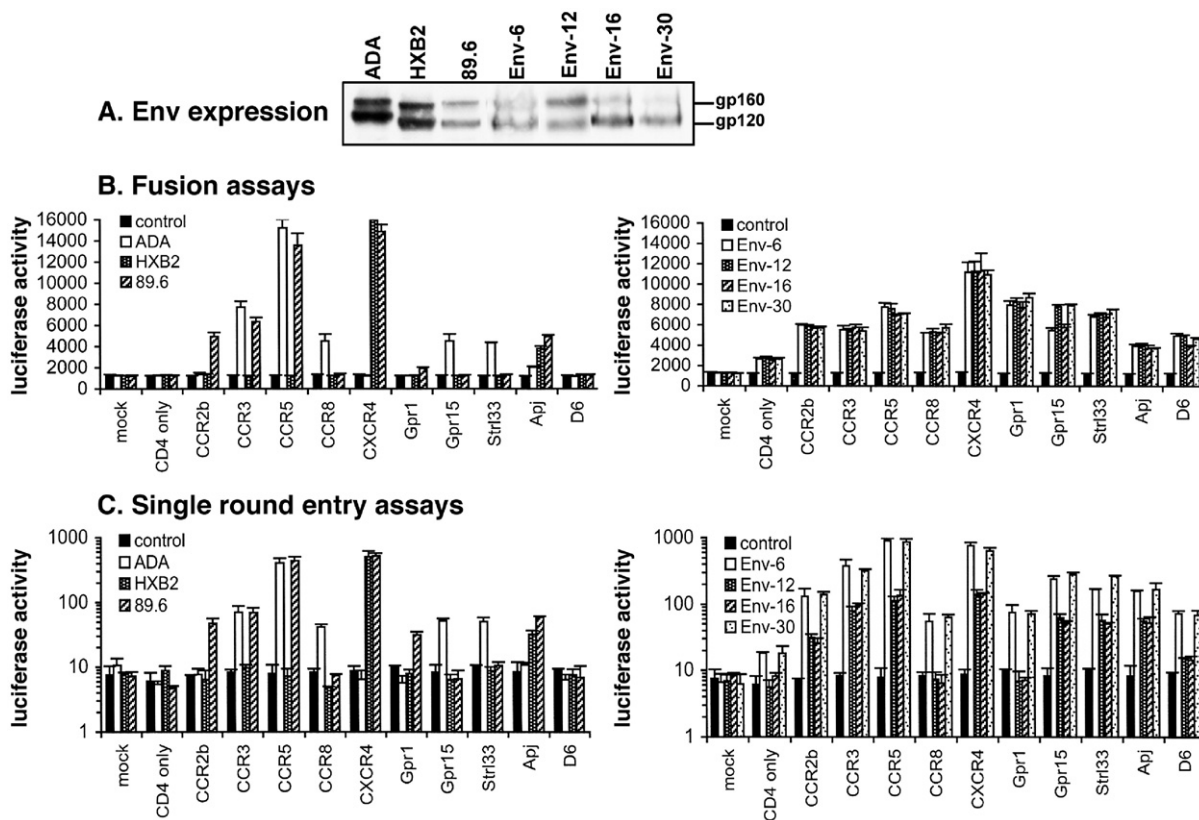 ADA
HXB2
89.6
Env-6
Env-12
Env-16
Env-30
A. Env expression
gp160
gp120
B. Fusion assays
luciferase activity
16000
14000
12000
10000
8000
6000
4000
2000
0
control
ADA
HXB2
89.6
mock
CD4 only
CCR2b
CCR3
CCR5
CCR8
CXCR4
Gpr1
Gpr15
Strl33
Apj
D6
luciferase activity
16000
14000
12000
10000
8000
6000
4000
2000
0
control
Env-6
Env-12
Env-16
Env-30
mock
CD4 only
CCR2b
CCR3
CCR5
CCR8
CXCR4
Gpr1
Gpr15
Strl33
Apj
D6
C. Single round entry assays
luciferase activity
1000
100
10
1
control
ADA
HXB2
89.6
mock
CD4 only
CCR2b
CCR3
CCR5
CCR8
CXCR4
Gpr1
Gpr15
Strl33
Apj
D6
luciferase activity
1000
100
10
1
control
Env-6
Env-12
Env-16
Env-30
mock
CD4 only
CCR2b
CCR3
CCR5
CCR8
CXCR4
Gpr1
Gpr15
Strl33
Apj
D6